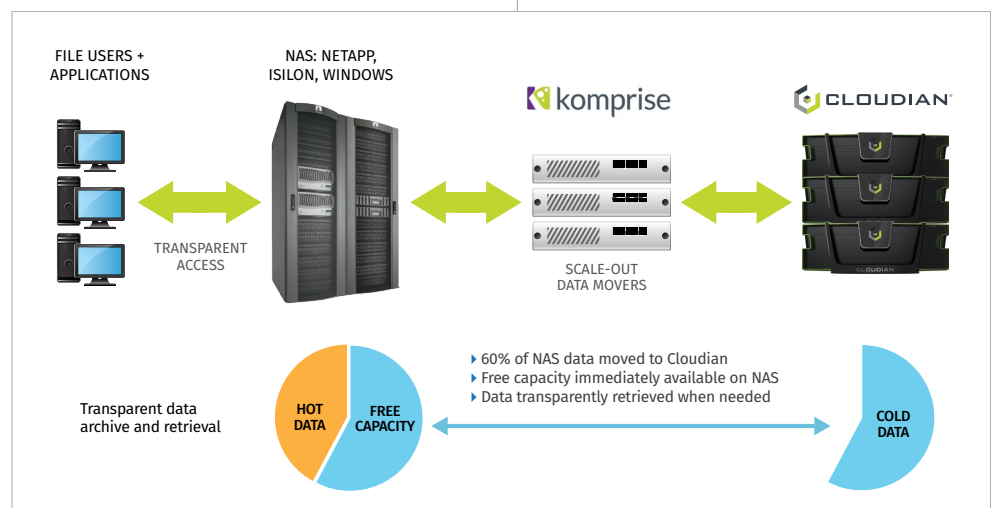 FILE USERS +
APPLICATIONS
NAS: NETAPP,
ISILON, WINDOWS
komprise
CLOUDIAN®
TRANSPARENT
ACCESS
SCALE-OUT
DATA MOVERS
CLOUDIAN
60% of NAS data moved to Cloudian
Free capacity immediately available on NAS
Data transparently retrieved when needed
Transparent data
archive and retrieval
HOT
DATA
FREE
CAPACITY
COLD
DATA